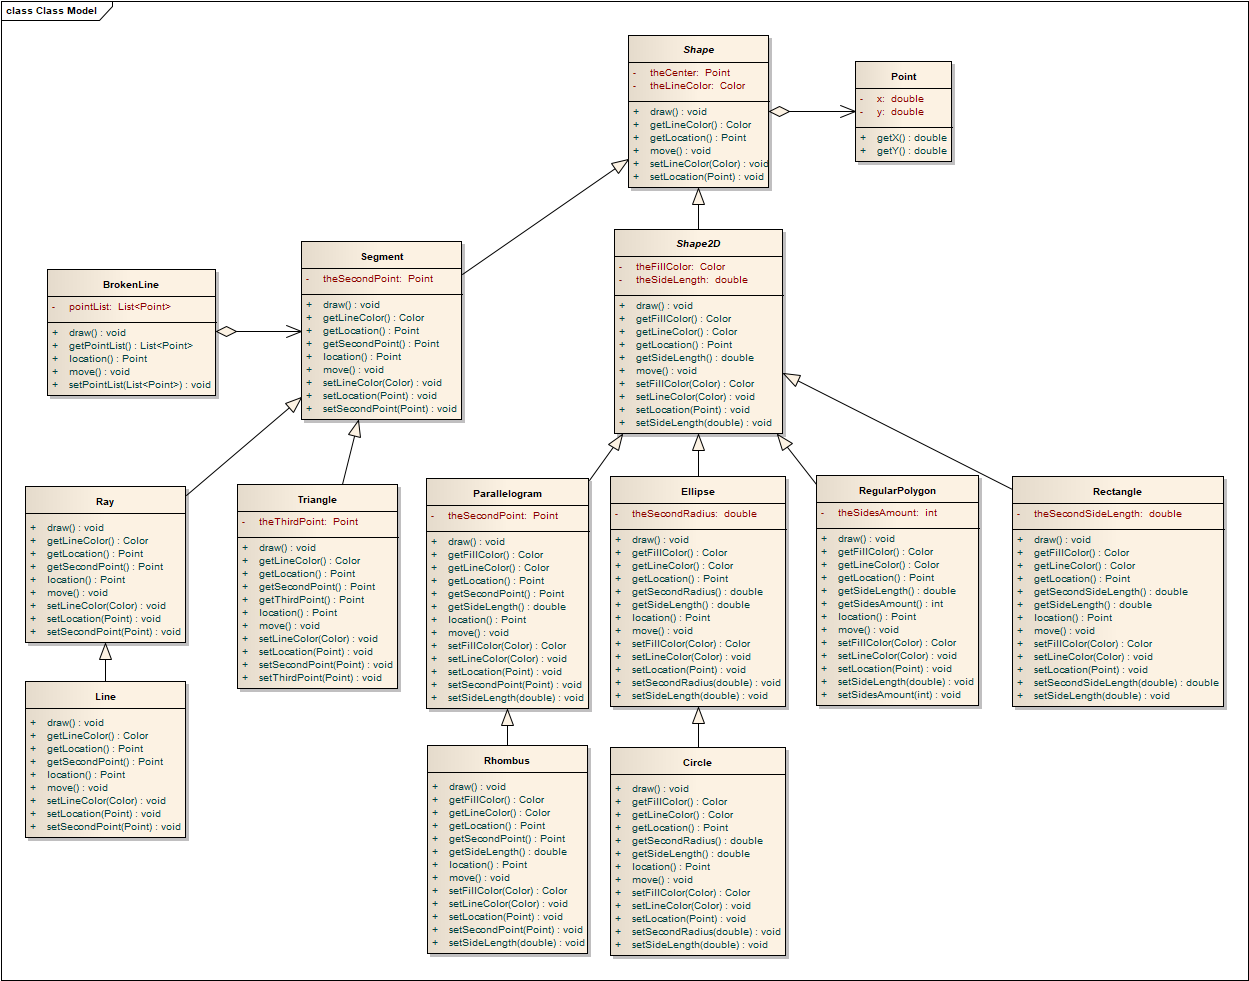 class Class Model
Shape
- theCenter: Point
- theLineColor: Color
+ draw() : void
+ getLineColor() : Color
+ getLocation() : Point
+ move() : void
+ setLineColor(Color) : void
+ setLocation(Point) : void
Point
- x: double
- y: double
+ getX() : double
+ getY() : double
Segment
- theSecondPoint: Point
+ draw() : void
+ getLineColor() : Color
+ getLocation() : Point
+ getSecondPoint() : Point
+ location() : Point
+ move() : void
+ setLineColor(Color) : void
+ setLocation(Point) : void
+ setSecondPoint(Point) : void
Shape2D
- theFillColor: Color
- theSideLength: double
+ draw() : void
+ getFillColor() : Color
+ getLineColor() : Color
+ getLocation() : Point
+ getSideLength() : double
+ move() : void
+ setFillColor(Color) : Color
+ setLineColor(Color) : void
+ setLocation(Point) : void
+ setSideLength(double) : void
BrokenLine
- pointList: List<Point>
+ draw() : void
+ getPointList() : List<Point>
+ location() : Point
+ move() : void
+ setPointList(List<Point>) : void
Ray
+ draw() : void
+ getLineColor() : Color
+ getLocation() : Point
+ getSecondPoint() : Point
+ location() : Point
+ move() : void
+ setLineColor(Color) : void
+ setLocation(Point) : void
+ setSecondPoint(Point) : void
Triangle
- theThirdPoint: Point
+ draw() : void
+ getLineColor() : Color
+ getLocation() : Point
+ getSecondPoint() : Point
+ getThirdPoint() : Point
+ location() : Point
+ move() : void
+ setLineColor(Color) : void
+ setLocation(Point) : void
+ setSecondPoint(Point) : void
+ setThirdPoint(Point) : void
Parallelogram
- theSecondPoint: Point
+ draw() : void
+ getFillColor() : Color
+ getLineColor() : Color
+ getLocation() : Point
+ getSecondPoint() : Point
+ getSideLength() : double
+ location() : Point
+ move() : void
+ setFillColor(Color) : Color
+ setLineColor(Color) : void
+ setLocation(Point) : void
+ setSecondPoint(Point) : void
+ setSideLength(double) : void
Ellipse
- theSecondRadius: double
+ draw() : void
+ getFillColor() : Color
+ getLineColor() : Color
+ getLocation() : Point
+ getSecondRadius() : double
+ getSideLength() : double
+ location() : Point
+ move() : void
+ setFillColor(Color) : Color
+ setLineColor(Color) : void
+ setLocation(Point) : void
+ setSecondRadius(double) : void
+ setSideLength(double) : void
RegularPolygon
- theSidesAmount: int
+ draw() : void
+ getFillColor() : Color
+ getLineColor() : Color
+ getLocation() : Point
+ getSideLength() : double
+ getSidesAmount() : int
+ location() : Point
+ move() : void
+ setFillColor(Color) : Color
+ setLineColor(Color) : void
+ setLocation(Point) : void
+ setSideLength(double) : void
+ setSidesAmount(int) : void
Rectangle
- theSecondSideLength: double
+ draw() : void
+ getFillColor() : Color
+ getLineColor() : Color
+ getLocation() : Point
+ getSecondSideLength() : double
+ getSideLength() : double
+ location() : Point
+ move() : void
+ setFillColor(Color) : Color
+ setLineColor(Color) : void
+ setLocation(Point) : void
+ setSecondSideLength(double) : double
+ setSideLength(double) : void
Line
+ draw() : void
+ getLineColor() : Color
+ getLocation() : Point
+ getSecondPoint() : Point
+ location() : Point
+ move() : void
+ setLineColor(Color) : void
+ setLocation(Point) : void
+ setSecondPoint(Point) : void
Rhombus
+ draw() : void
+ getFillColor() : Color
+ getLineColor() : Color
+ getLocation() : Point
+ getSecondPoint() : Point
+ getSideLength() : double
+ location() : Point
+ move() : void
+ setFillColor(Color) : Color
+ setLineColor(Color) : void
+ setLocation(Point) : void
+ setSecondPoint(Point) : void
+ setSideLength(double) : void
Circle
+ draw() : void
+ getFillColor() : Color
+ getLineColor() : Color
+ getLocation() : Point
+ getSecondRadius() : double
+ getSideLength() : double
+ location() : Point
+ move() : void
+ setFillColor(Color) : Color
+ setLineColor(Color) : void
+ setLocation(Point) : void
+ setSecondRadius(double) : void
+ setSideLength(double) : void